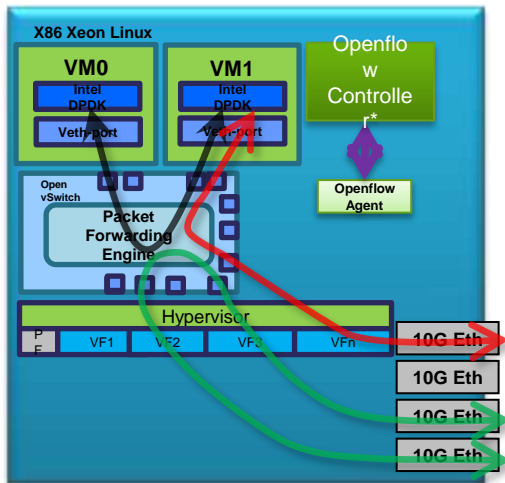 X86 Xeon Linux
VM0
Intel
DPDK
Veth-port
VM1
Intel
DPDK
Veth-port
Openflo
w
Controlle
r*
Openflow
Agent
Open
vSwitch
Packet
Forwarding
Engine
Hypervisor
P
F
VF1
VF2
VF3
VFn
10G Eth
10G Eth
10G Eth
10G Eth